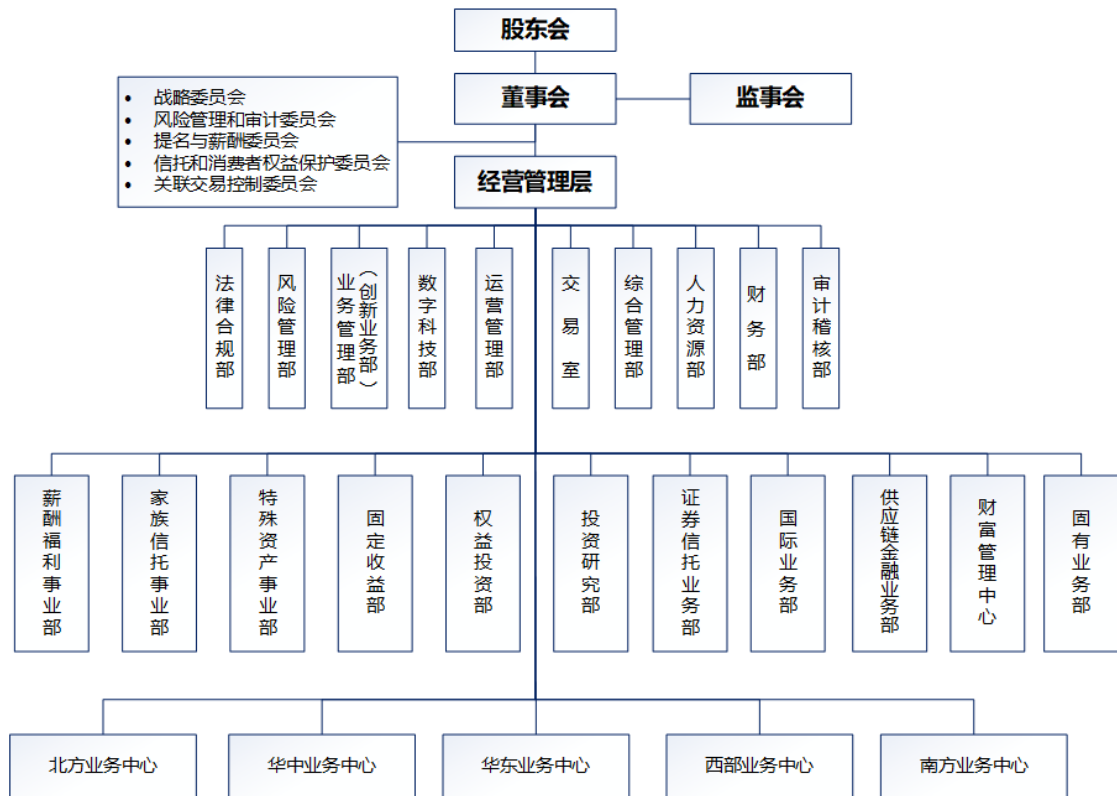 股东会
董事会
监事会
• 战略委员会
• 风险管理和审计委员会
• 提名与薪酬委员会
• 信托和消费者权益保护委员会
• 关联交易控制委员会
经营管理层
法律合规部
风险管理部
业务管理部
（创新业务部）
数字科技部
运营管理部
交易室
综合管理部
人力资源部
财务部
审计稽核部
薪酬福利事业部
家族信托事业部
特殊资产事业部
固定收益部
权益投资部
投资研究部
证券信托业务部
国际业务部
供应链金融业务部
财富管理中心
固有业务部
北方业务中心
华中业务中心
华东业务中心
西部业务中心
南方业务中心